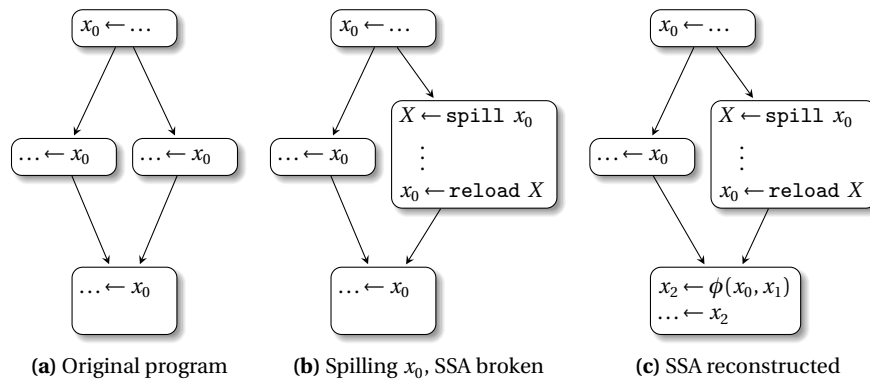 x₀ ← …
… ← x₀
… ← x₀
… ← x₀
(a) Original program
x₀ ← …
… ← x₀
X ← spill x₀
⋮
x₀ ← reload X
… ← x₀
(b) Spilling x₀, SSA broken
x₀ ← …
… ← x₀
X ← spill x₀
⋮
x₀ ← reload X
x₂ ← ϕ(x₀, x₁)
… ← x₂
(c) SSA reconstructed